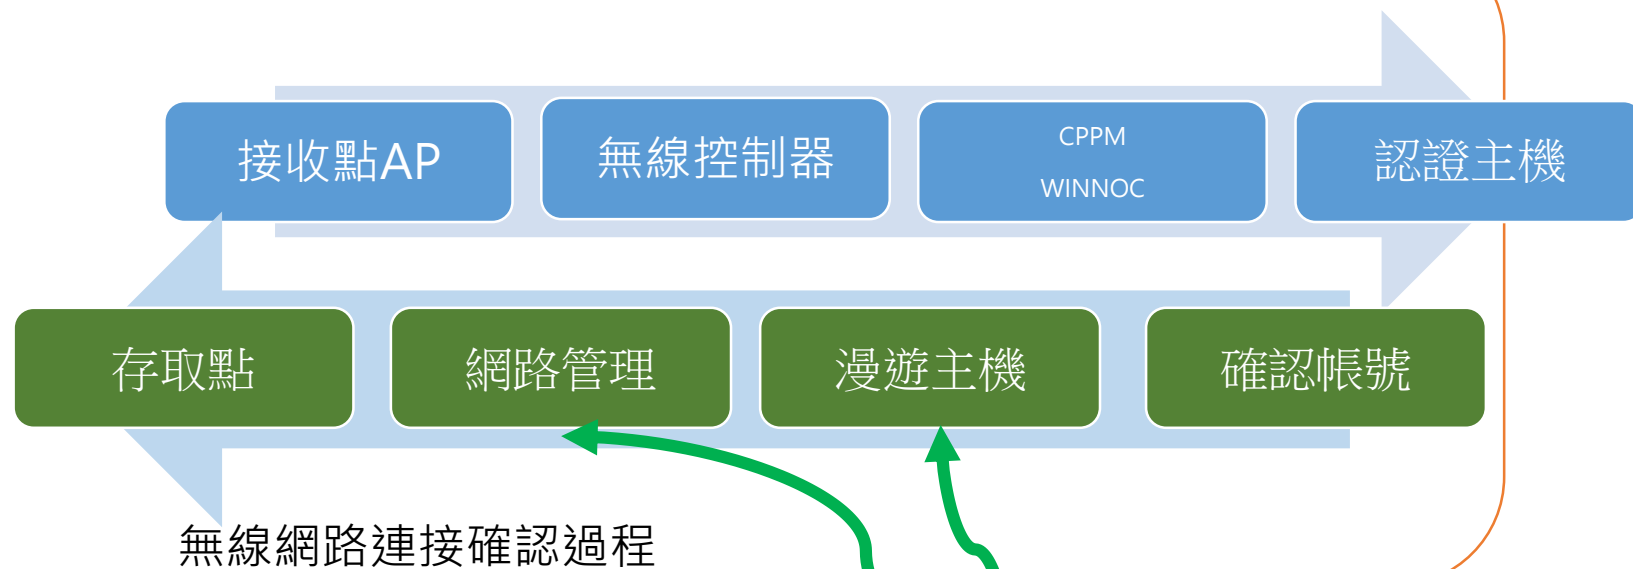 接收點AP
無線控制器
CPPM
WINNOC
認證主機
存取點
網路管理
漫遊主機
確認帳號
無線網路連接確認過程